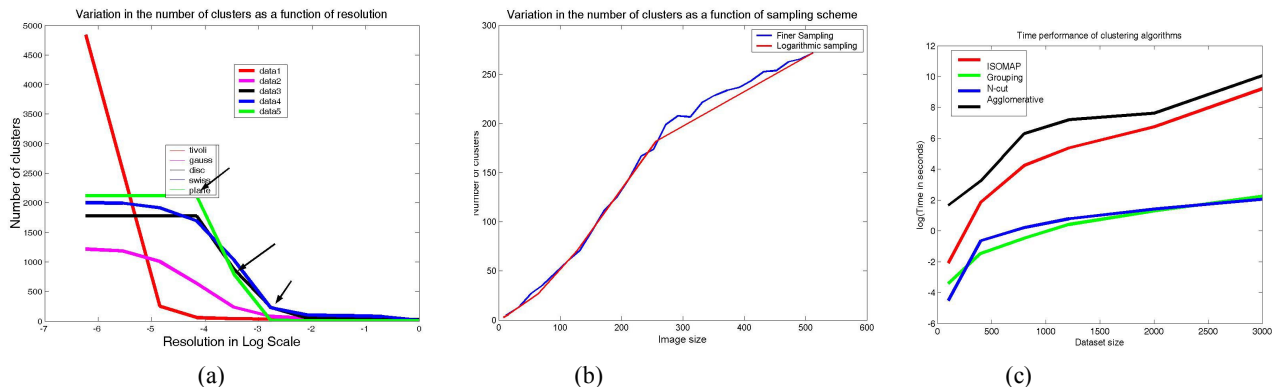 Variation in the number of clusters as a function of resolution
5000
4500
4000
3500
3000
2500
2000
1500
1000
500
0
Number of clusters
data1
data2
data3
data4
data5
tivoli
gauss
disc
swiss
plane
-7
-6
-5
-4
-3
-2
-1
0
Resolution in Log Scale
(a)
Variation in the number of clusters as a function of sampling scheme
300
250
200
150
100
50
0
Number of clusters
Finer Sampling
Logarithmic sampling
0
100
200
300
400
500
600
Image size
(b)
Time performance of clustering algorithms
12
10
8
6
4
2
0
-2
-4
-6
log(Time in seconds)
ISOMAP
Grouping
N-cut
Agglomerative
0
500
1000
1500
2000
2500
3000
Dataset size
(c)